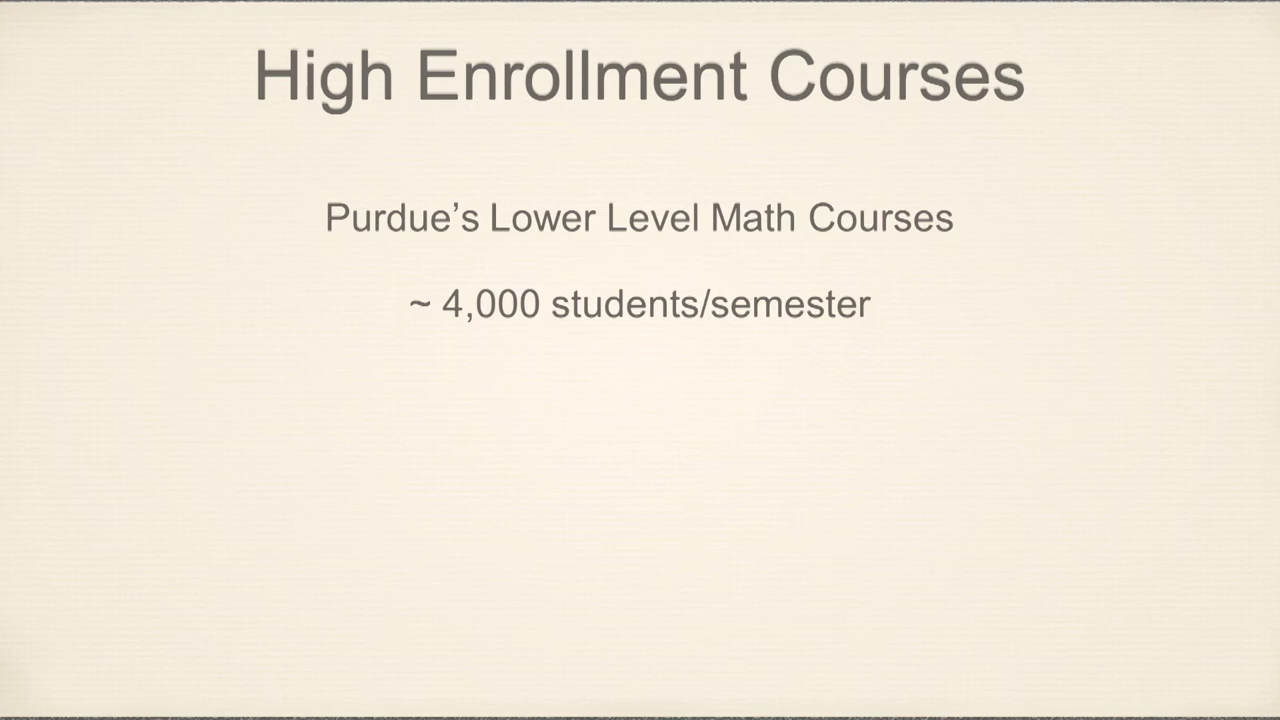 High Enrollment Courses
Purdue’s Lower Level Math Courses
~ 4,000 students/semester